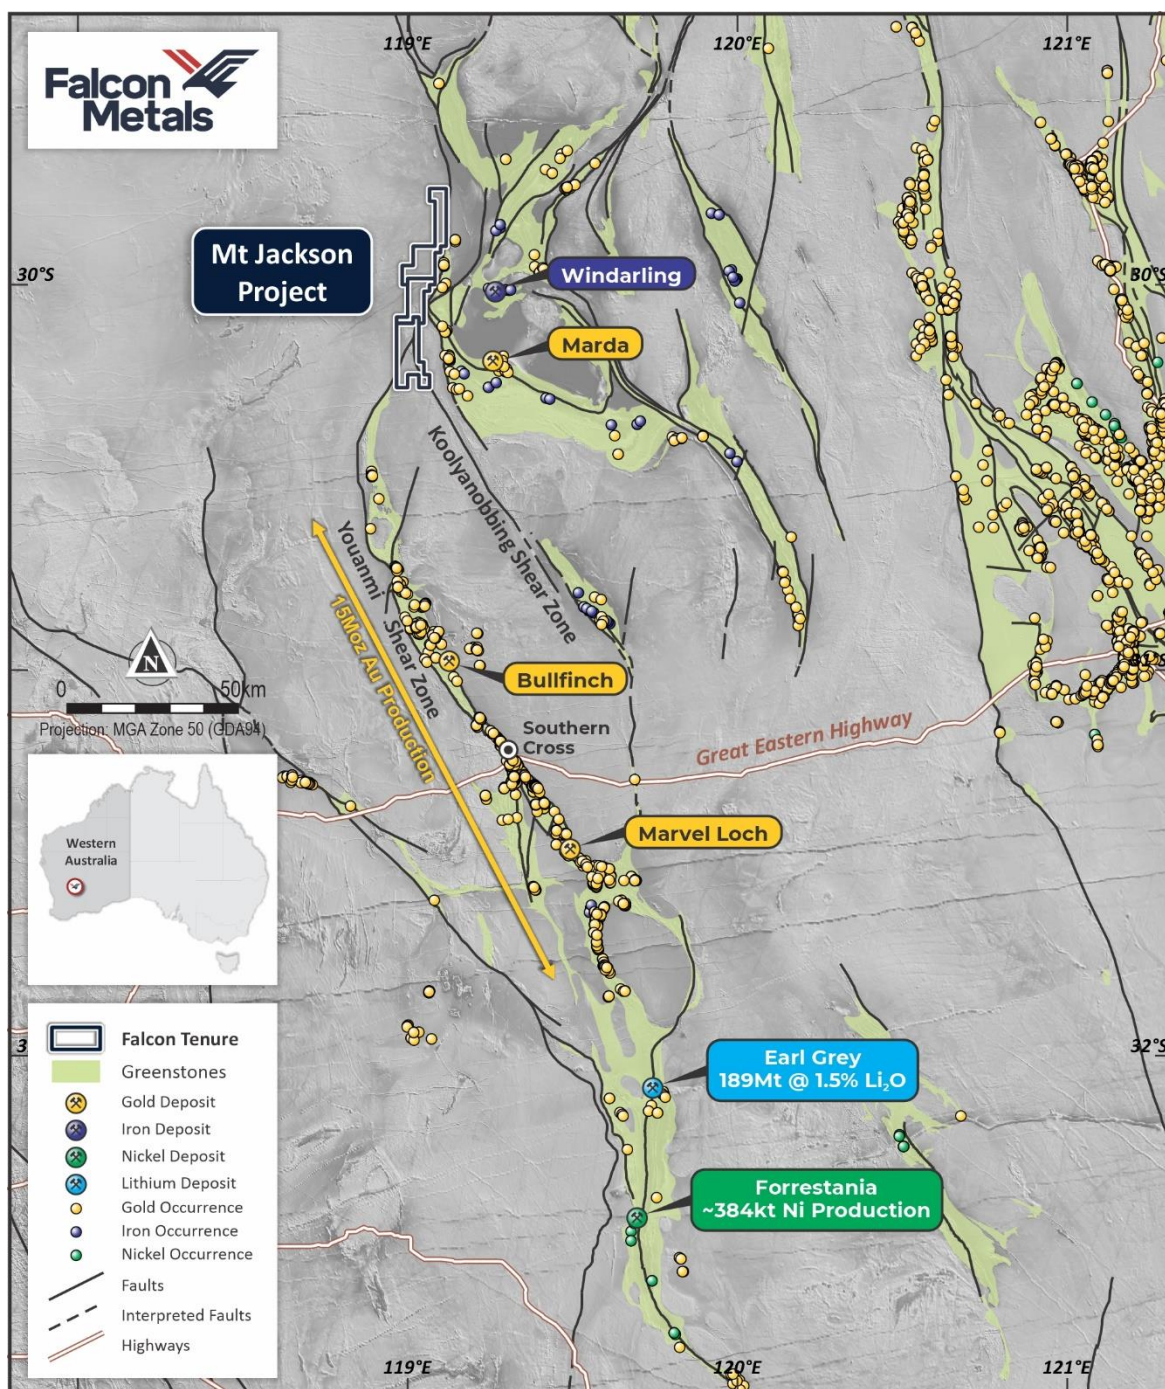 119°E
120°E
121°E
Falcon
Metals
Mt Jackson
Project
30°S
30°S
Windarling
Marda
Koolyanobbing Shear Zone
Youanmi Shear Zone
15Moz Au Production
Bullfinch
31°S
N
0 50km
Projection: MGA Zone 50 (GDA94)
Southern
Cross
Great Eastern Highway
Marvel Loch
Western
Australia
Earl Grey
189Mt @ 1.5% Li₂O
32°S
Forrestania
~384kt Ni Production
Falcon Tenure
Greenstones
Gold Deposit
Iron Deposit
Nickel Deposit
Lithium Deposit
Gold Occurrence
Iron Occurrence
Nickel Occurrence
Faults
Interpreted Faults
Highways
119°E
120°E
121°E